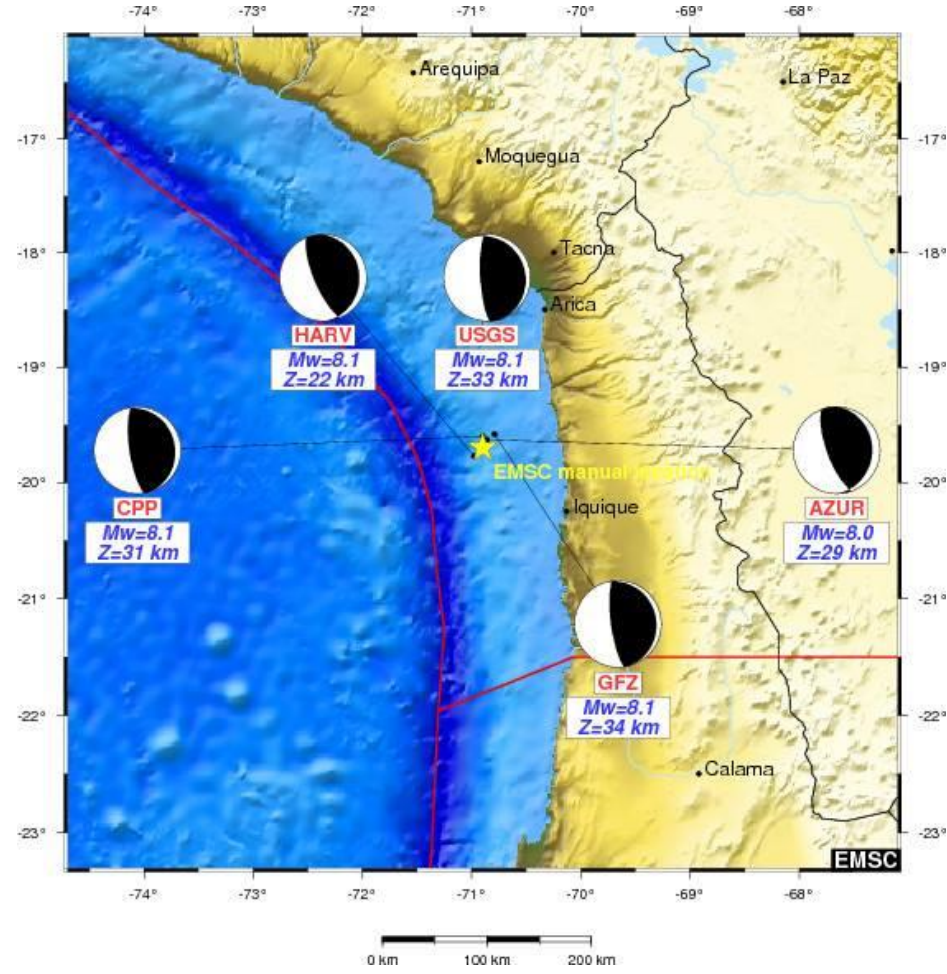 -74° -73° -72° -71° -70° -69° -68°
Arequipa
La Paz
-17° -17°
Moquegua
-18° -18°
Tacna
Arica
HARV
Mw=8.1
Z=22 km
USGS
Mw=8.1
Z=33 km
-19° -19°
EMSC manual location
-20° -20°
CPP
Mw=8.1
Z=31 km
Iquique
AZUR
Mw=8.0
Z=29 km
-21° -21°
GFZ
Mw=8.1
Z=34 km
-22° -22°
Calama
-23° -23°
EMSC
-74° -73° -72° -71° -70° -69° -68°
0 km 100 km 200 km